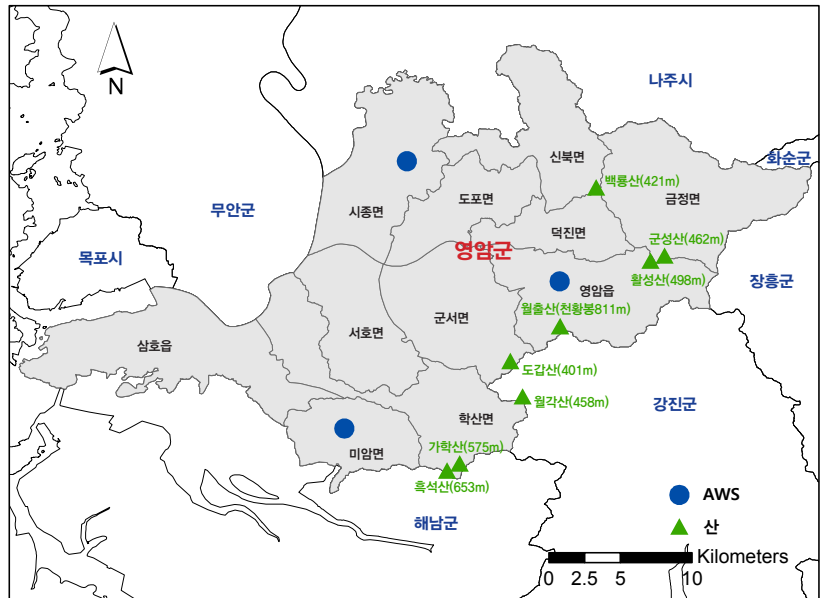 N
나주시
화순군
신북면
백룡산(421m)
금정면
시종면
도포면
무안군
덕진면
군성산(462m)
영암군
목포시
활성산(498m)
장흥군
영암읍
월출산(천황봉811m)
군서면
서호면
삼호읍
도갑산(401m)
월각산(458m)
강진군
학산면
가학산(575m)
미암면
흑석산(653m)
해남군
AWS
산
Kilometers
0 2.5 5 10